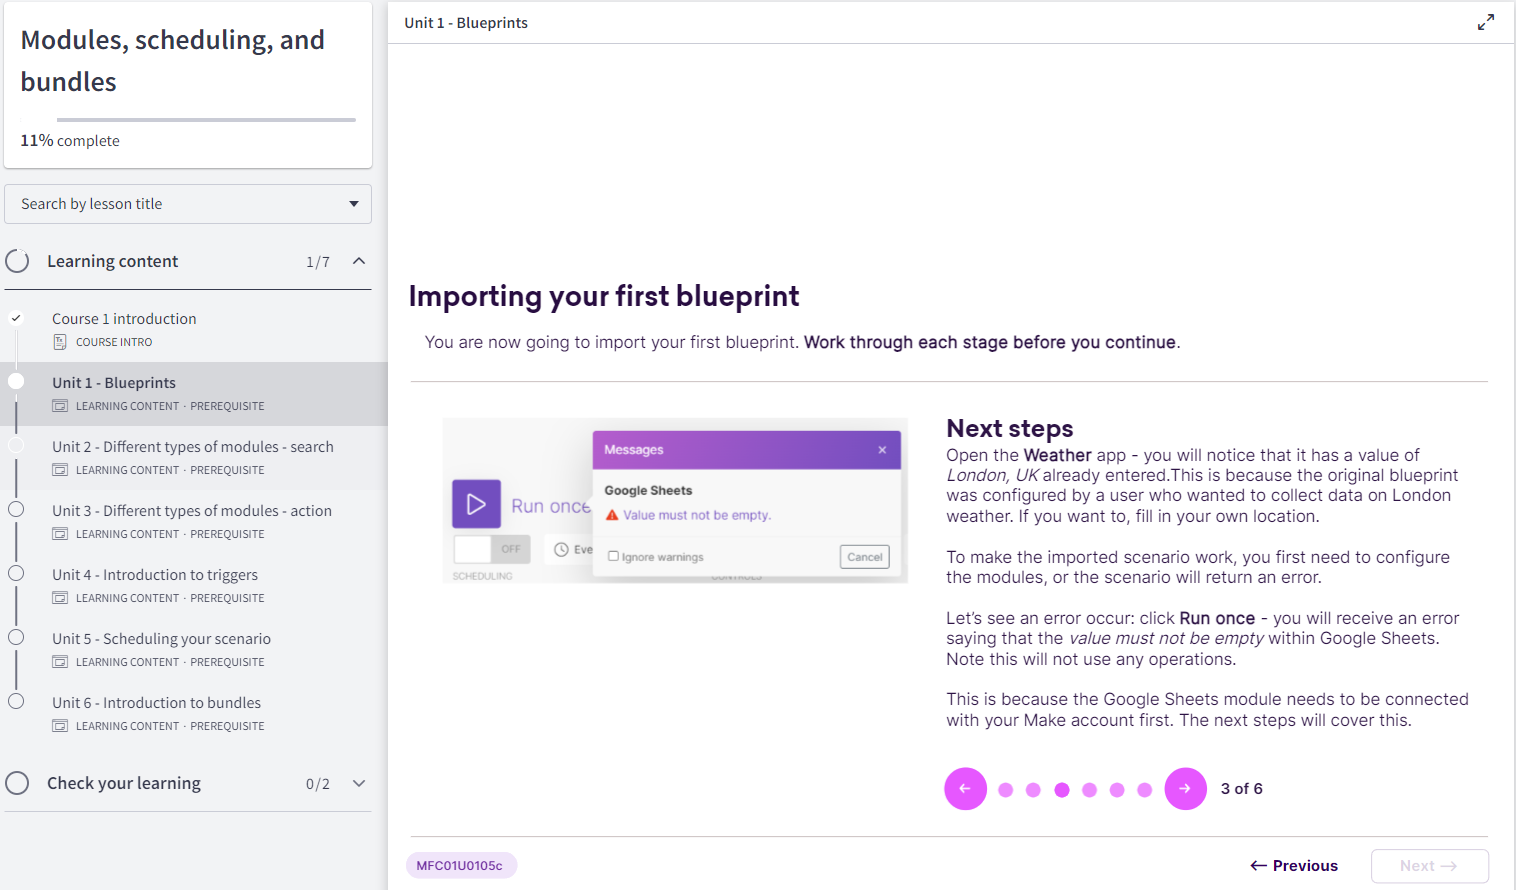 Modules, scheduling, and
bundles
11% complete
Search by lesson title
Learning content 1/7
Course 1 introduction
COURSE INTRO
Unit 1 - Blueprints
LEARNING CONTENT · PREREQUISITE
Unit 2 - Different types of modules - search
LEARNING CONTENT · PREREQUISITE
Unit 3 - Different types of modules - action
LEARNING CONTENT · PREREQUISITE
Unit 4 - Introduction to triggers
LEARNING CONTENT · PREREQUISITE
Unit 5 - Scheduling your scenario
LEARNING CONTENT · PREREQUISITE
Unit 6 - Introduction to bundles
LEARNING CONTENT · PREREQUISITE
Check your learning 0/2
Unit 1 - Blueprints
Importing your first blueprint
You are now going to import your first blueprint. Work through each stage before you continue.
Messages
Google Sheets
Value must not be empty.
Run once
OFF
Eve
Ignore warnings
Cancel
SCHEDULING
CONTROLS
Next steps
Open the Weather app - you will notice that it has a value of
London, UK already entered.This is because the original blueprint
was configured by a user who wanted to collect data on London
weather. If you want to, fill in your own location.
To make the imported scenario work, you first need to configure
the modules, or the scenario will return an error.
Let's see an error occur: click Run once - you will receive an error
saying that the value must not be empty within Google Sheets.
Note this will not use any operations.
This is because the Google Sheets module needs to be connected
with your Make account first. The next steps will cover this.
3 of 6
MFC01U0105c
← Previous
Next →